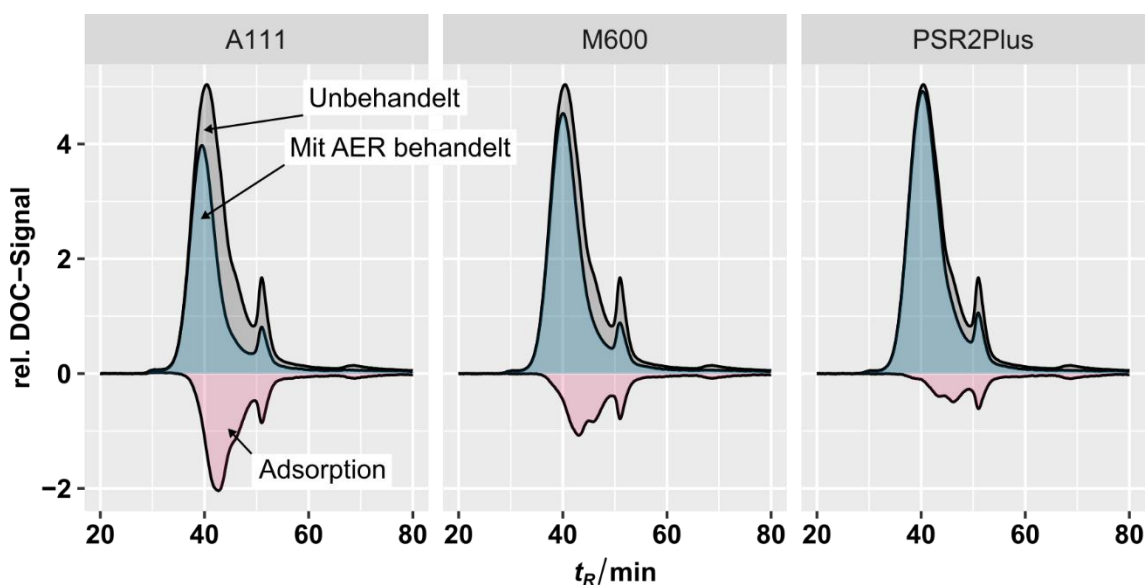 A111
M600
PSR2Plus
Unbehandelt
Mit AER behandelt
Adsorption
rel. DOC−Signal
4
2
0
−2
20 40 60 80
20 40 60 80
20 40 60 80
tR/min